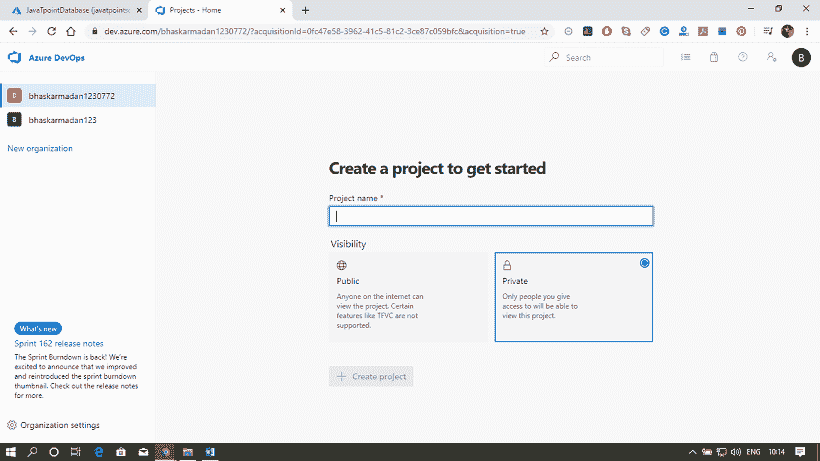 JavaTpointDatabase (javatpoints
Projects - Home
dev.azure.com/bhaskarmadan1230772/?acquisitionId=0fc47e58-3962-41c5-81c2-3ce87c059bfc&acquisition=true
Azure DevOps
Search
B
D
bhaskarmadan1230772
B
bhaskarmadan123
New organization
Create a project to get started
Project name *
Visibility
Public
Anyone on the internet can
view the project. Certain
features like TFVC are not
supported.
Private
Only people you give
access to will be able to
view this project.
Create project
What's new
Sprint 162 release notes
The Sprint Burndown is back! We're
excited to announce that we improved
and reintroduced the sprint burndown
thumbnail. Check out the release notes
for more.
Organization settings
ENG
10:14